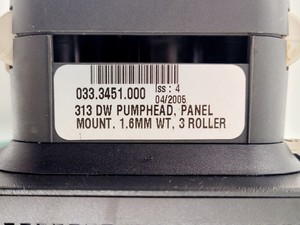 033.3451.000 Iss : 4
04/2005
313 DW PUMPHEAD, PANEL
MOUNT, 1.6MM WT, 3 ROLLER